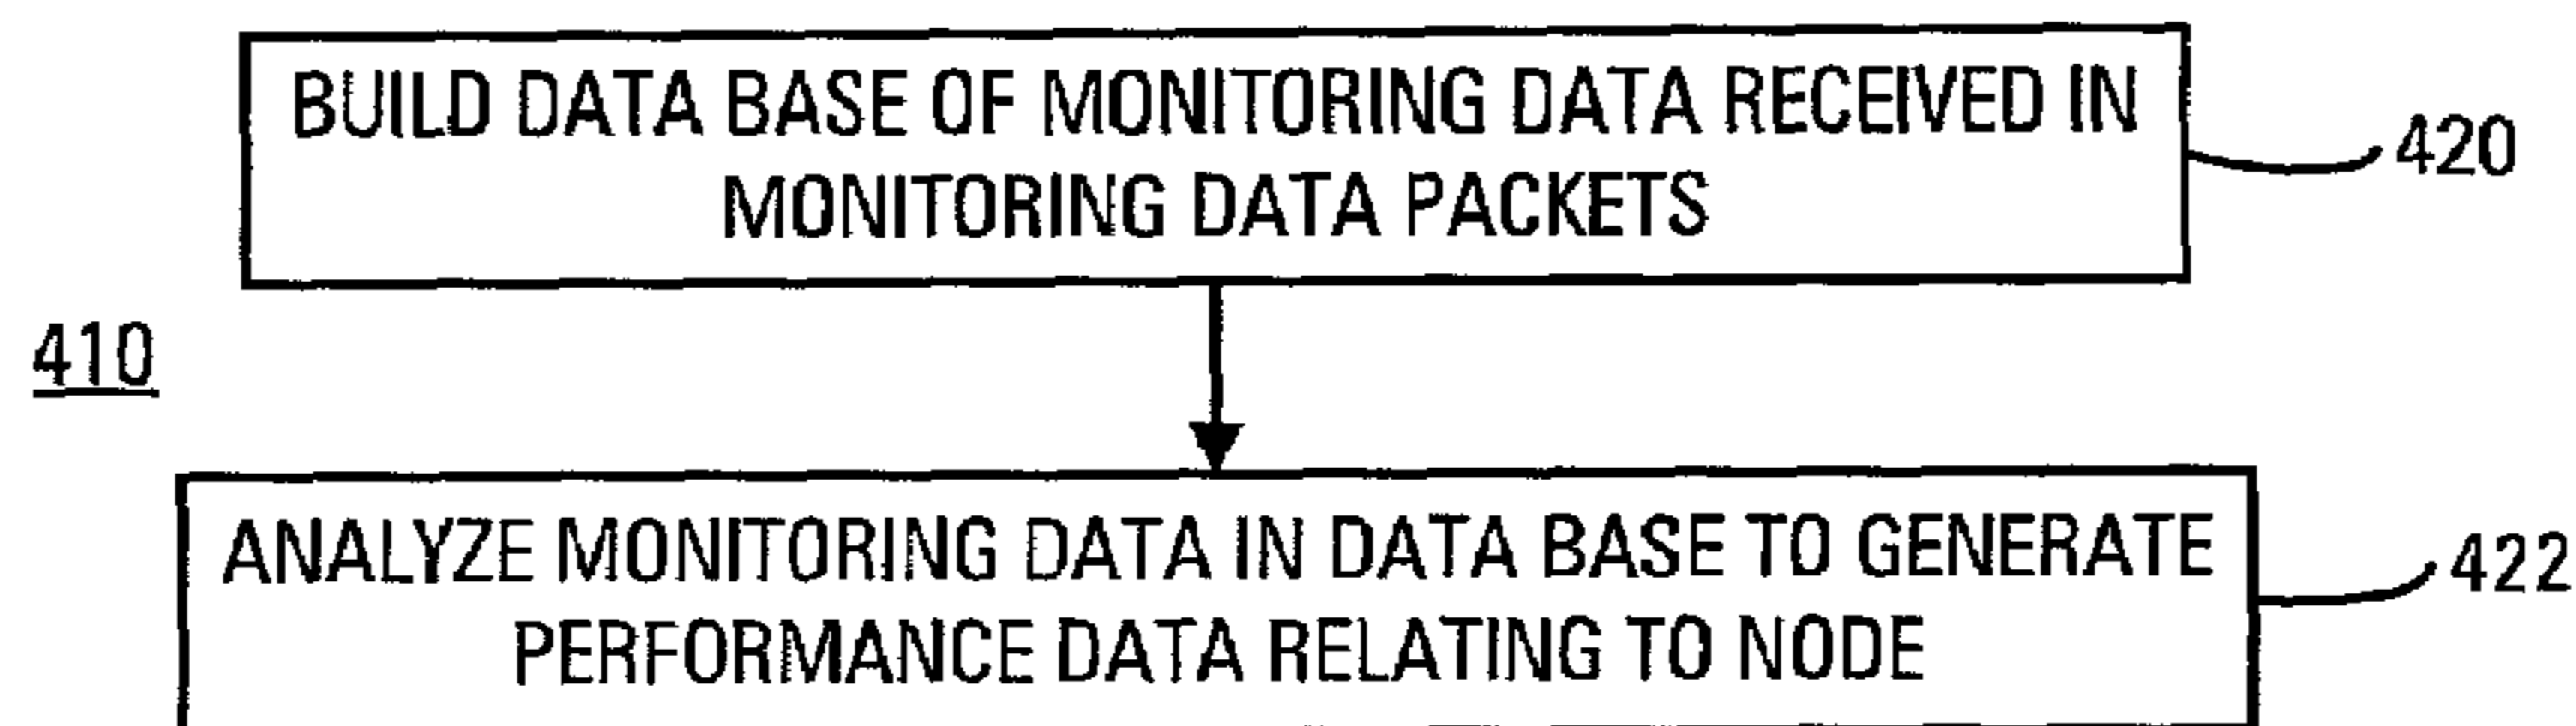 BUILD DATA BASE OF MONITORING DATA RECEIVED IN
MONITORING DATA PACKETS
420
410
ANALYZE MONITORING DATA IN DATA BASE TO GENERATE
PERFORMANCE DATA RELATING TO NODE
422